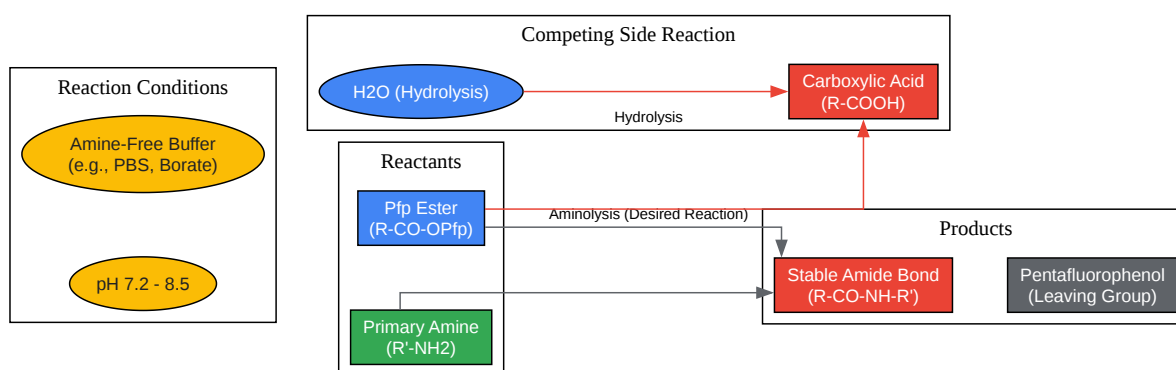 Reaction Conditions
Amine-Free Buffer
(e.g., PBS, Borate)
pH 7.2 - 8.5
Competing Side Reaction
H2O (Hydrolysis)
Hydrolysis
Carboxylic Acid
(R-COOH)
Reactants
Pfp Ester
(R-CO-OPfp)
Primary Amine
(R'-NH2)
Aminolysis (Desired Reaction)
Products
Stable Amide Bond
(R-CO-NH-R')
Pentafluorophenol
(Leaving Group)